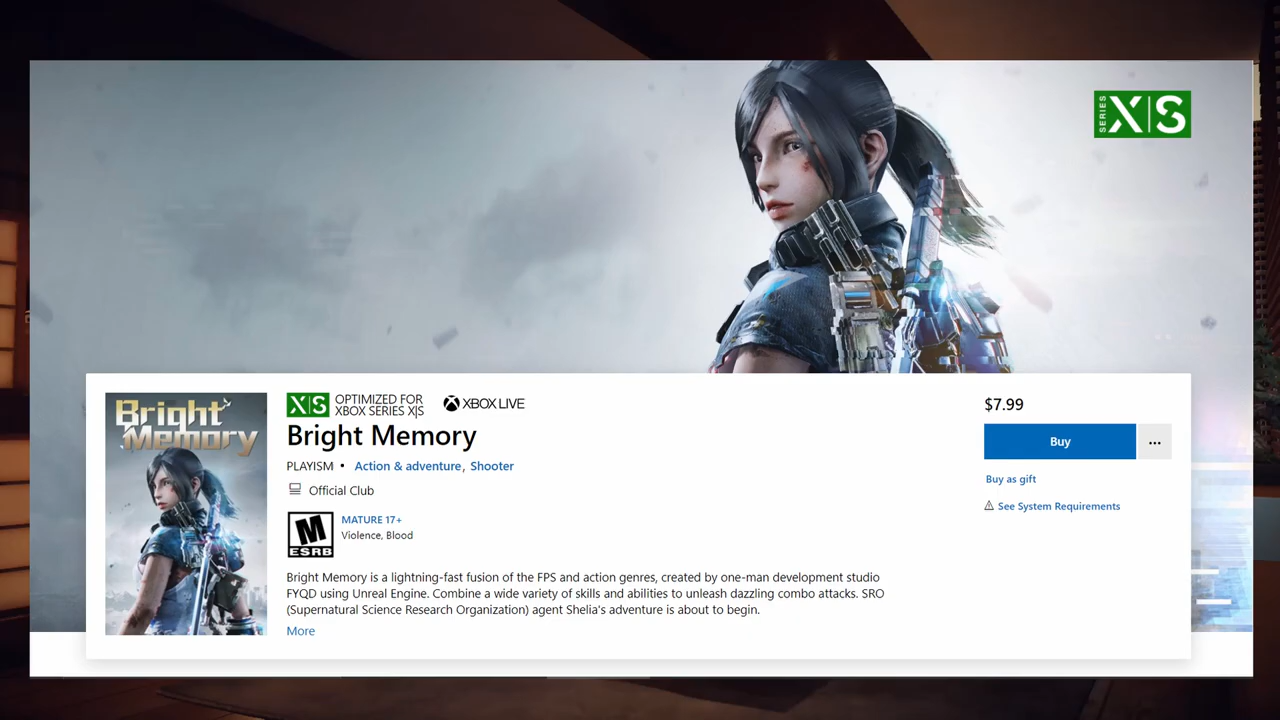 SERIES X|S
Bright Memory
X|S OPTIMIZED FOR XBOX SERIES X|S XBOX LIVE
Bright Memory
PLAYISM • Action & adventure, Shooter
Official Club
M ESRB
MATURE 17+
Violence, Blood
Bright Memory is a lightning-fast fusion of the FPS and action genres, created by one-man development studio
FYQD using Unreal Engine. Combine a wide variety of skills and abilities to unleash dazzling combo attacks. SRO
(Supernatural Science Research Organization) agent Shelia's adventure is about to begin.
More
$7.99
Buy ...
Buy as gift
See System Requirements